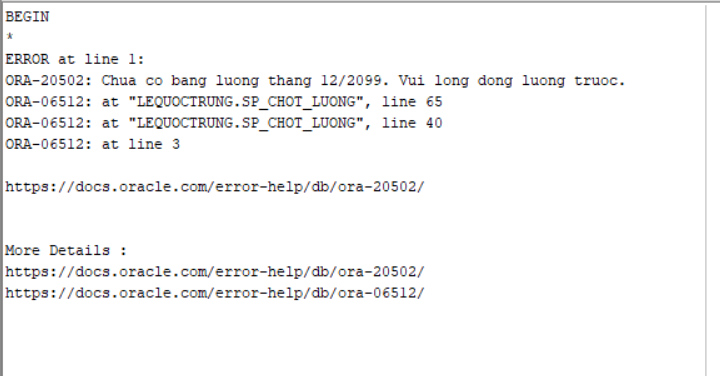 BEGIN
*
ERROR at line 1:
ORA-20502: Chua co bang luong thang 12/2099. Vui long dong luong truoc.
ORA-06512: at "LEQUOCTRUNG.SP_CHOT_LUONG", line 65
ORA-06512: at "LEQUOCTRUNG.SP_CHOT_LUONG", line 40
ORA-06512: at line 3
https://docs.oracle.com/error-help/db/ora-20502/
More Details :
https://docs.oracle.com/error-help/db/ora-20502/
https://docs.oracle.com/error-help/db/ora-06512/